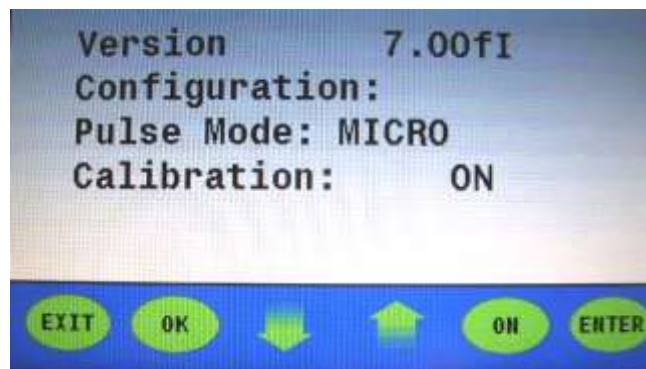 Version 7.00fI
Configuration:
Pulse Mode: MICRO
Calibration: ON
EXIT OK ON ENTER